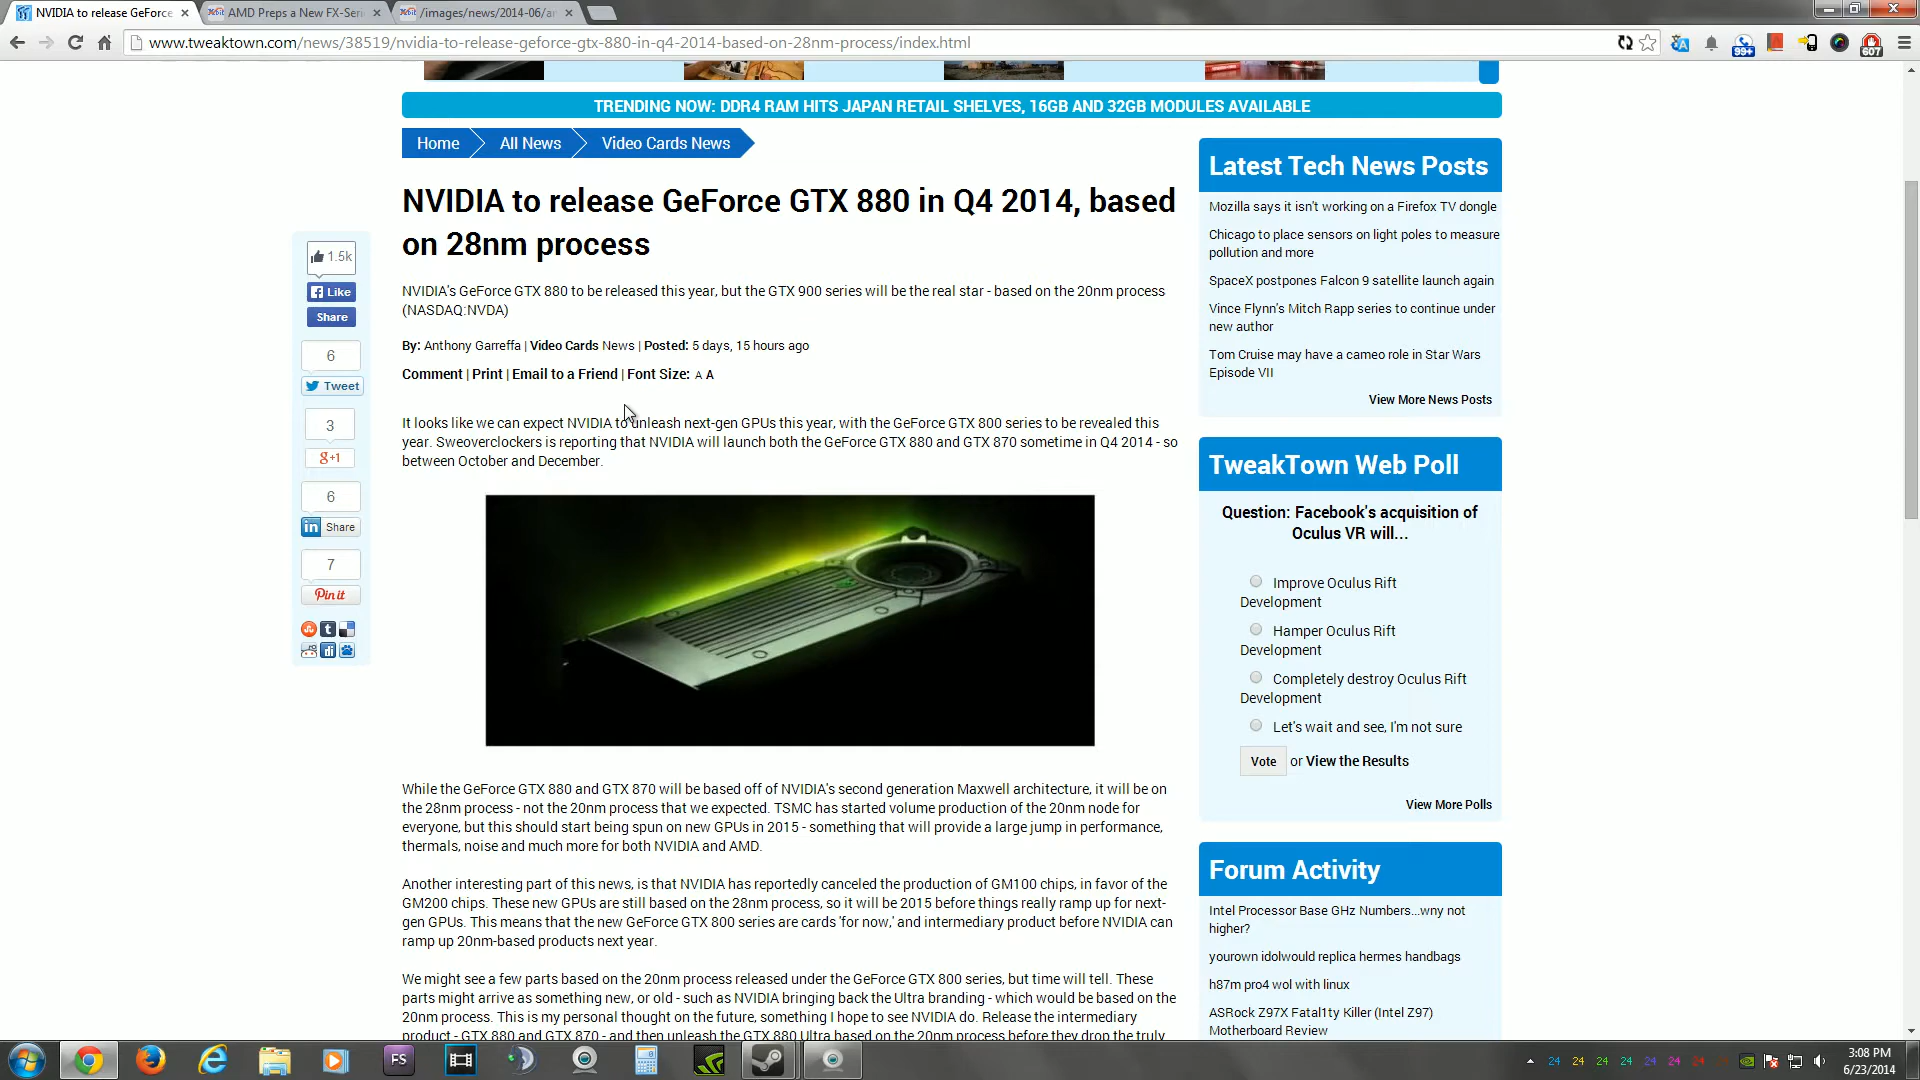 NVIDIA to release GeForce
AMD Preps a New FX-Seri
/images/news/2014-06/a
www.tweaktown.com/news/38519/nvidia-to-release-geforce-gtx-880-in-q4-2014-based-on-28nm-process/index.html
99+
607
TRENDING NOW: DDR4 RAM HITS JAPAN RETAIL SHELVES, 16GB AND 32GB MODULES AVAILABLE
Home
All News
Video Cards News
NVIDIA to release GeForce GTX 880 in Q4 2014, based
on 28nm process
1.5k
Like
Share
6
Tweet
3
g+1
6
in Share
7
Pin it
NVIDIA's GeForce GTX 880 to be released this year, but the GTX 900 series will be the real star - based on the 20nm process
(NASDAQ:NVDA)
By: Anthony Garreffa | Video Cards News | Posted: 5 days, 15 hours ago
Comment | Print | Email to a Friend | Font Size: A A
It looks like we can expect NVIDIA to unleash next-gen GPUs this year, with the GeForce GTX 800 series to be revealed this
year. Sweoverclockers is reporting that NVIDIA will launch both the GeForce GTX 880 and GTX 870 sometime in Q4 2014 - so
between October and December.
While the GeForce GTX 880 and GTX 870 will be based off of NVIDIA's second generation Maxwell architecture, it will be on
the 28nm process - not the 20nm process that we expected. TSMC has started volume production of the 20nm node for
everyone, but this should start being spun on new GPUs in 2015 - something that will provide a large jump in performance,
thermals, noise and much more for both NVIDIA and AMD.
Another interesting part of this news, is that NVIDIA has reportedly canceled the production of GM100 chips, in favor of the
GM200 chips. These new GPUs are still based on the 28nm process, so it will be 2015 before things really ramp up for next-
gen GPUs. This means that the new GeForce GTX 800 series are cards 'for now,' and intermediary product before NVIDIA can
ramp up 20nm-based products next year.
We might see a few parts based on the 20nm process released under the GeForce GTX 800 series, but time will tell. These
parts might arrive as something new, or old - such as NVIDIA bringing back the Ultra branding - which would be based on the
20nm process. This is my personal thought on the future, something I hope to see NVIDIA do. Release the intermediary
product - GTX 880 and GTX 870 - and then unleash the GTX 880 Ultra based on the 20nm process before they drop the truly
Latest Tech News Posts
Mozilla says it isn't working on a Firefox TV dongle
Chicago to place sensors on light poles to measure
pollution and more
SpaceX postpones Falcon 9 satellite launch again
Vince Flynn's Mitch Rapp series to continue under
new author
Tom Cruise may have a cameo role in Star Wars
Episode VII
View More News Posts
TweakTown Web Poll
Question: Facebook's acquisition of
Oculus VR will...
Improve Oculus Rift
Development
Hamper Oculus Rift
Development
Completely destroy Oculus Rift
Development
Let's wait and see, I'm not sure
Vote or View the Results
View More Polls
Forum Activity
Intel Processor Base GHz Numbers...wny not
higher?
yourown idolwould replica hermes handbags
h87m pro4 wol with linux
ASRock Z97X Fatal1ty Killer (Intel Z97)
Motherboard Review
FS
24 24 24 24 24 24 24
3:08 PM
6/23/2014